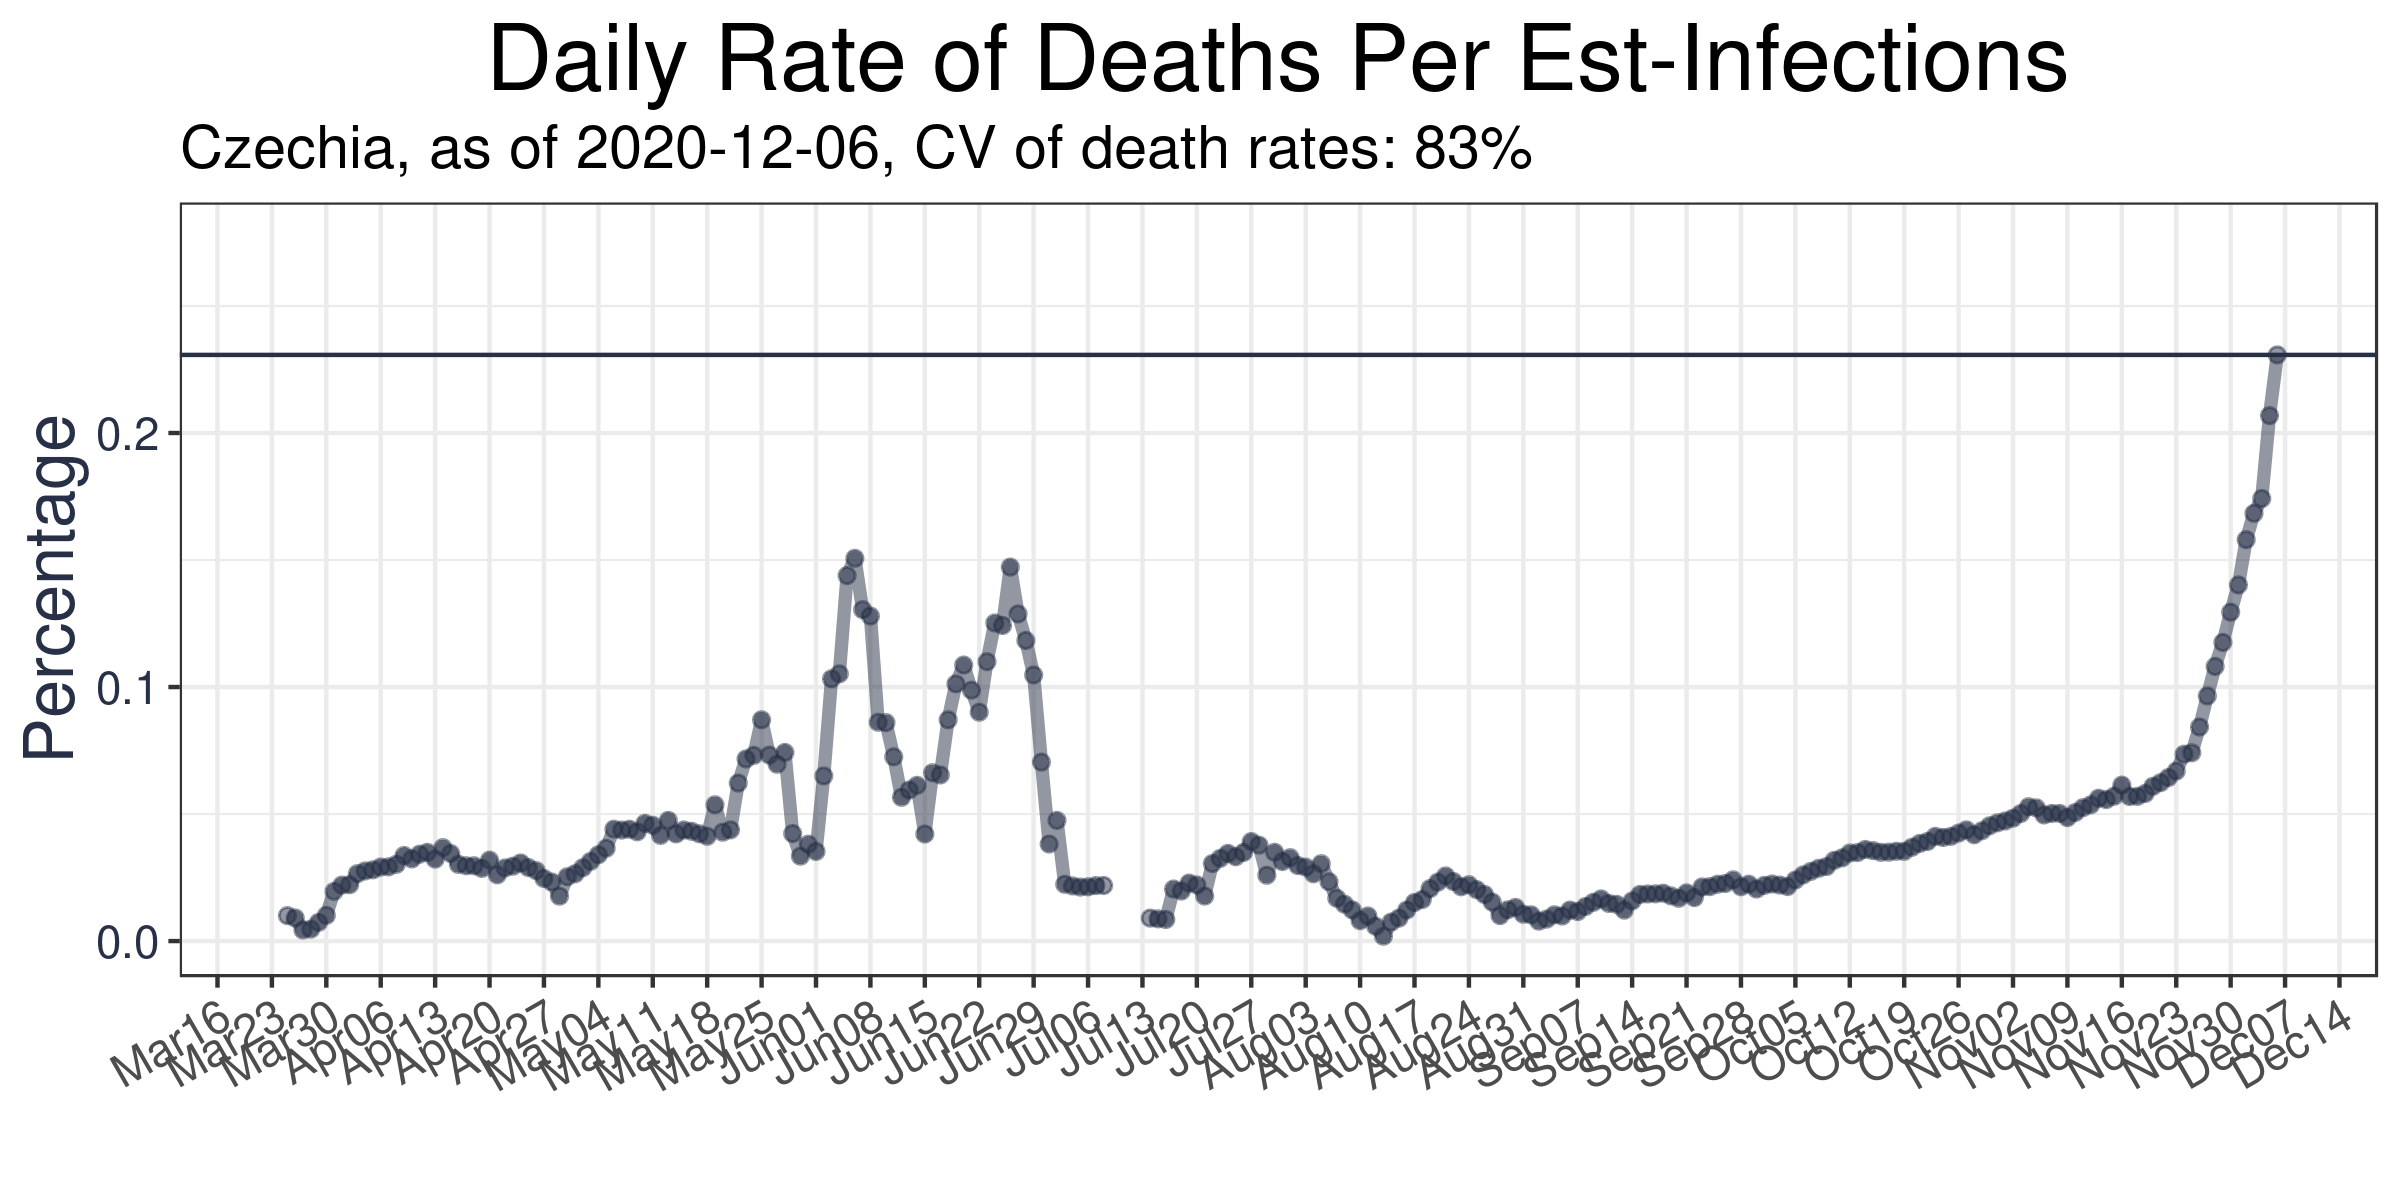 Daily Rate of Deaths Per Est-Infections
Czechia, as of 2020-12-06, CV of death rates: 83%
Percentage
0.2
0.1
0.0
Mar16 Mar23 Mar30 Apr06 Apr13 Apr20 Apr27 May04 May11 May18 May25 Jun01 Jun08 Jun15 Jun22 Jun29 Jul06 Jul13 Jul20 Jul27 Aug03 Aug10 Aug17 Aug24 Aug31 Sep07 Sep14 Sep21 Sep28 Oct05 Oct12 Oct19 Oct26 Nov02 Nov09 Nov16 Nov23 Nov30 Dec07 Dec14